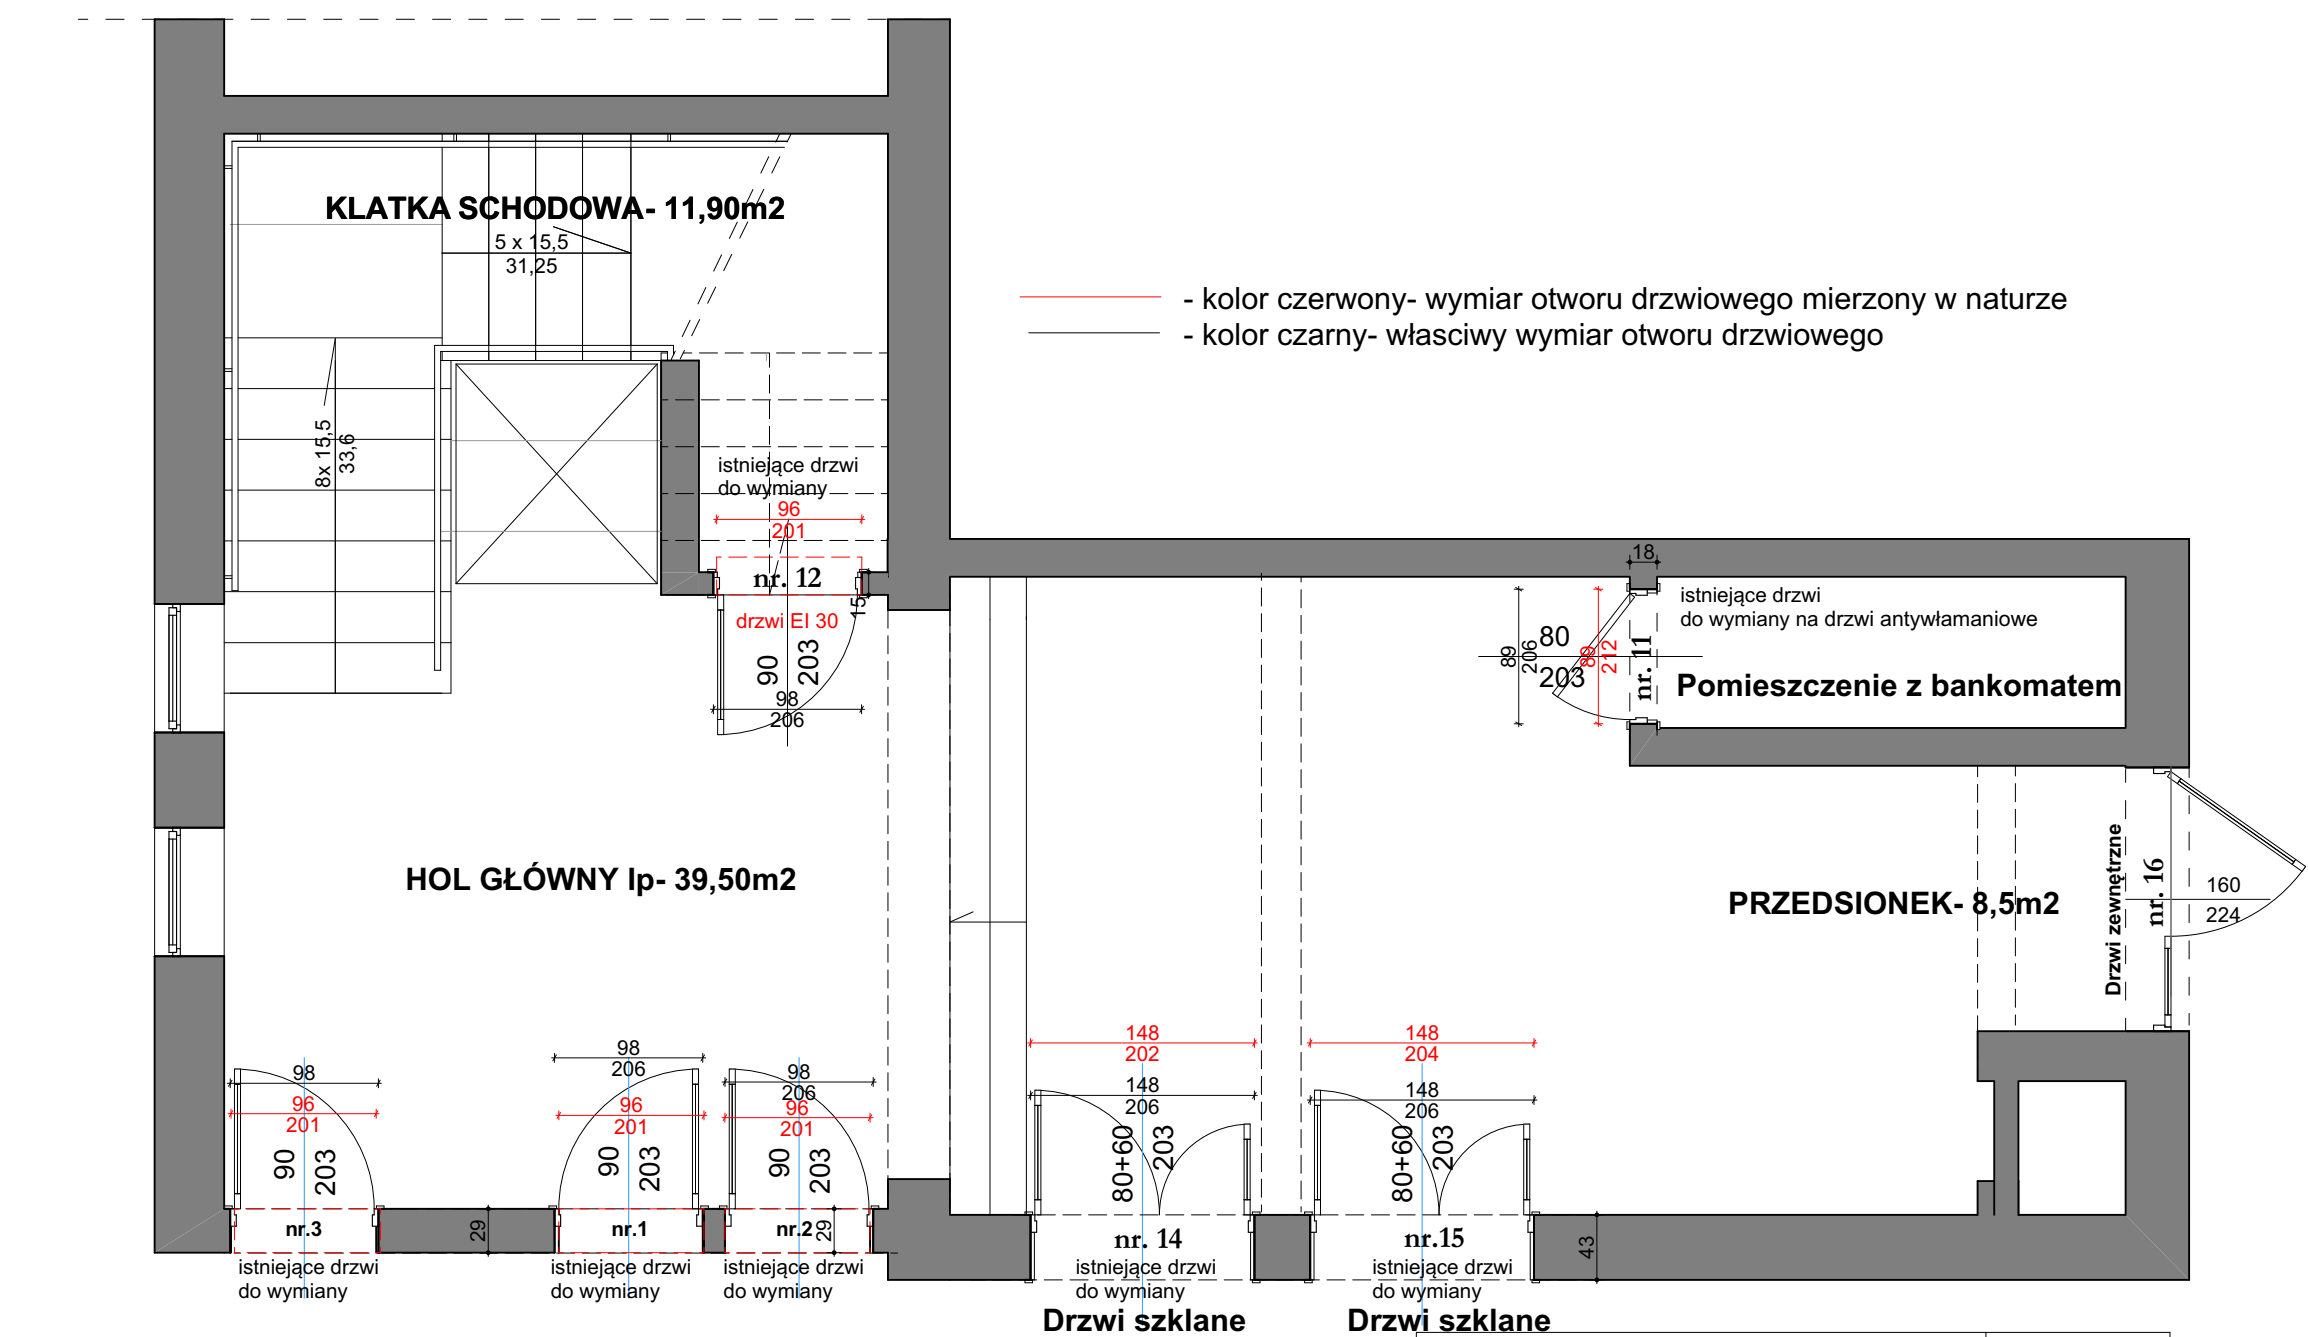 KLATKA SCHODOWA- 11,90m2
5 x 15,5
31,25
- kolor czerwony- wymiar otworu drzwiowego mierzony w naturze
- kolor czarny- własciwy wymiar otworu drzwiowego
8x 15,5
33,6
istniejące drzwi
do wymiany
96
201
nr. 12
15
drzwi EI 30
90
203
98
206
18
istniejące drzwi
do wymiany na drzwi antywłamaniowe
89
206
80
203
89
212
nr. 11
Pomieszczenie z bankomatem
HOL GŁÓWNY Ip- 39,50m2
PRZEDSIONEK- 8,5m2
Drzwi zewnętrzne
nr. 16
160
224
98
96
201
90
203
nr.3
istniejące drzwi
do wymiany
29
98
206
96
201
90
203
nr.1
istniejące drzwi
do wymiany
98
206
96
201
90
203
nr.2
29
istniejące drzwi
do wymiany
148
202
148
206
80+60
203
nr. 14
istniejące drzwi
do wymiany
Drzwi szklane
148
204
148
206
80+60
203
nr.15
istniejące drzwi
do wymiany
Drzwi szklane
43